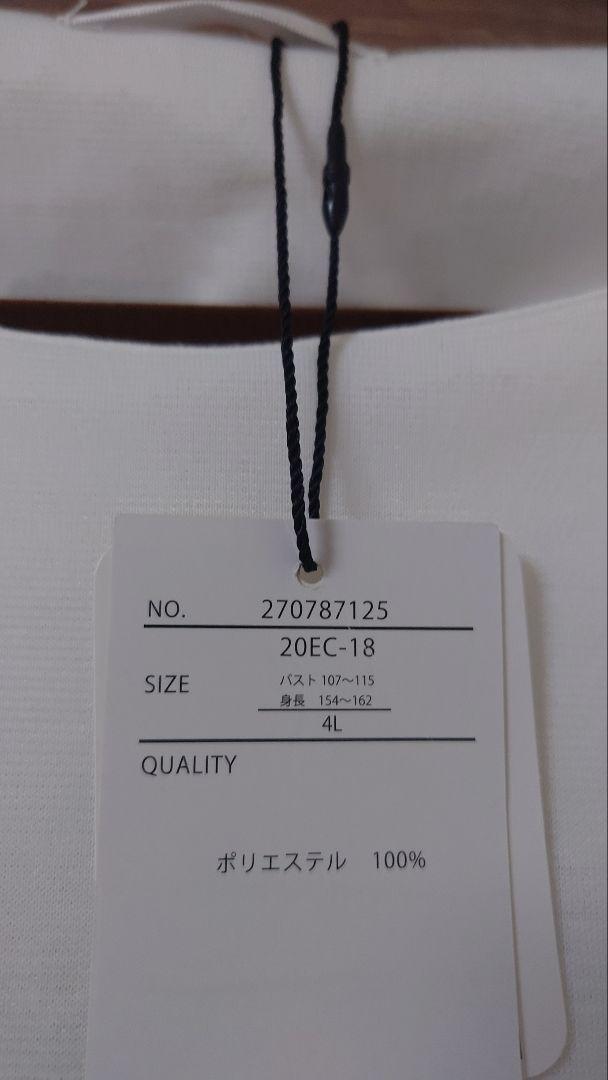 NO. 270787125
20EC-18
SIZE バスト 107〜115
身長 154〜162
4L
QUALITY
ポリエステル 100%